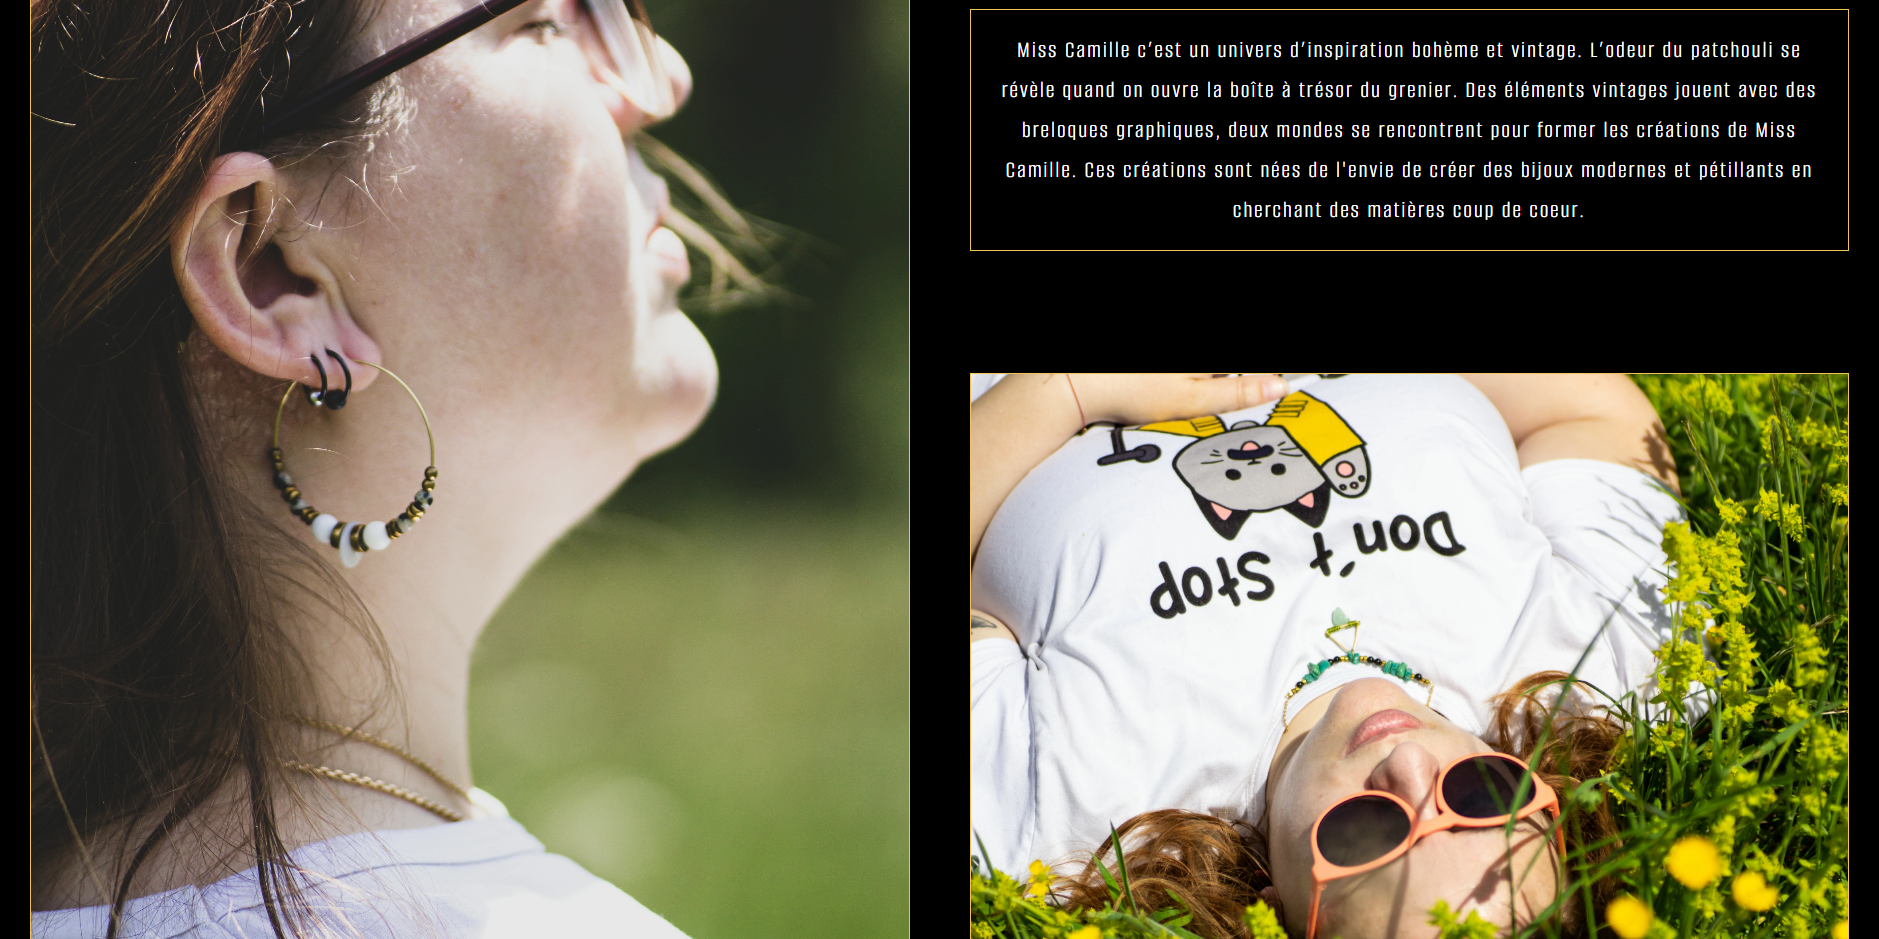 Miss Camille c’est un univers d’inspiration bohème et vintage. L’odeur du patchouli se
révèle quand on ouvre la boîte à trésor du grenier. Des éléments vintages jouent avec des
breloques graphiques, deux mondes se rencontrent pour former les créations de Miss
Camille. Ces créations sont nées de l'envie de créer des bijoux modernes et pétillants en
cherchant des matières coup de coeur.
Don't Stop